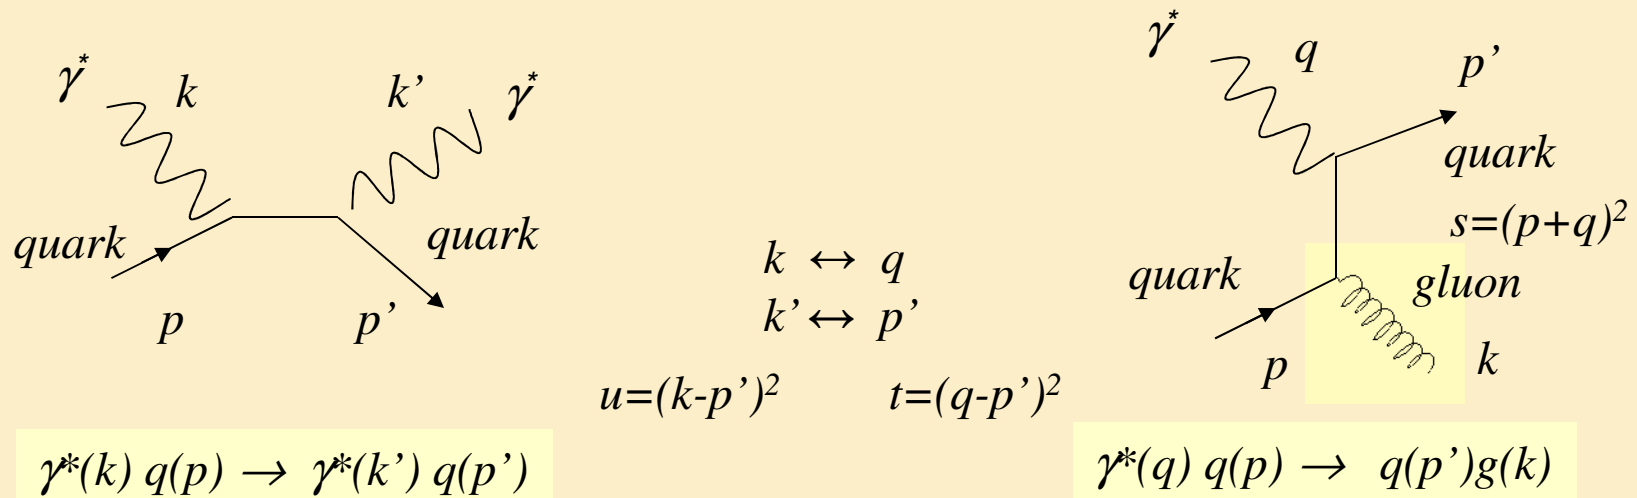 γ* k k' γ*
quark quark
p p'
γ*(k) q(p) → γ*(k') q(p')
k ↔ q
k' ↔ p'
u=(k-p')² t=(q-p')²
γ* q p'
quark
s=(p+q)²
quark gluon
p k
γ*(q) q(p) → q(p')g(k)